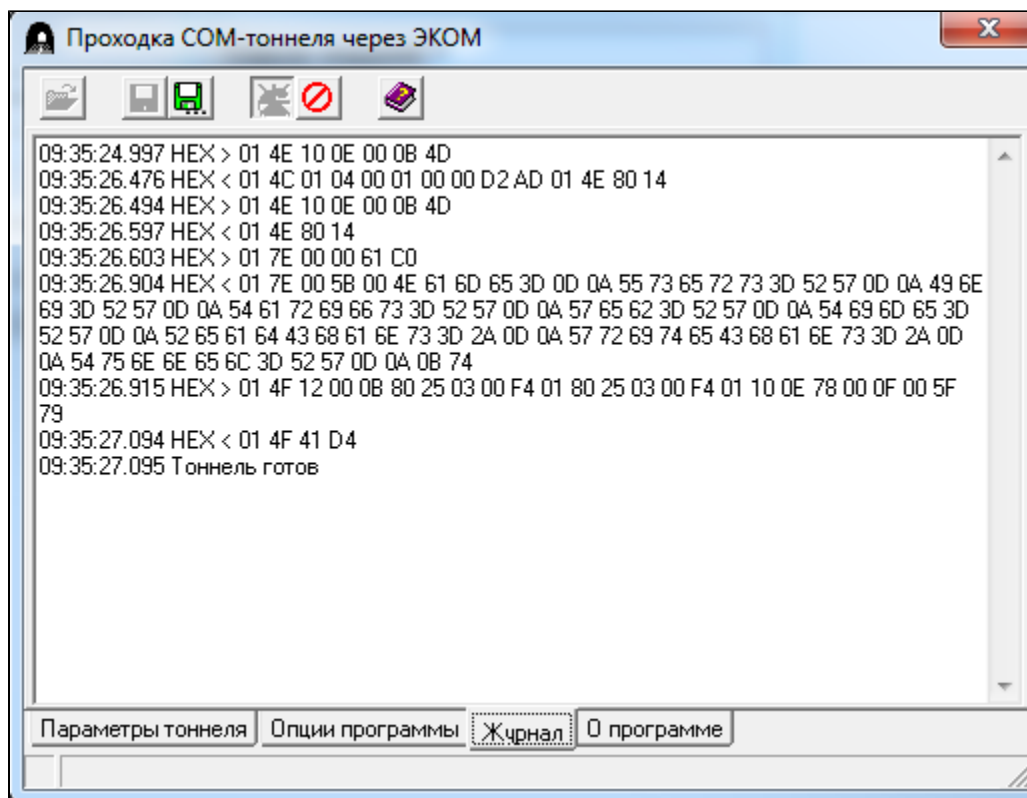 Проходка COM-тоннеля через ЭКОМ
09:35:24.997 HEX > 01 4E 10 0E 00 0B 4D
09:35:26.476 HEX < 01 4C 01 04 00 01 00 00 D2 AD 01 4E 80 14
09:35:26.494 HEX > 01 4E 10 0E 00 0B 4D
09:35:26.597 HEX < 01 4E 80 14
09:35:26.603 HEX > 01 7E 00 00 61 C0
09:35:26.904 HEX < 01 7E 00 5B 00 4E 61 6D 65 3D 0D 0A 55 73 65 72 73 3D 52 57 0D 0A 49 6E
69 3D 52 57 0D 0A 54 61 72 69 66 73 3D 52 57 0D 0A 57 65 62 3D 52 57 0D 0A 54 69 6D 65 3D
52 57 0D 0A 52 65 61 64 43 68 61 6E 73 3D 2A 0D 0A 57 72 69 74 65 43 68 61 6E 73 3D 2A 0D
0A 54 75 6E 6E 65 6C 3D 52 57 0D 0A 0B 74
09:35:26.915 HEX > 01 4F 12 00 0B 80 25 03 00 F4 01 80 25 03 00 F4 01 10 0E 78 00 0F 00 5F
79
09:35:27.094 HEX < 01 4F 41 D4
09:35:27.095 Тоннель готов
Параметры тоннеля Опции программы Журнал О программе